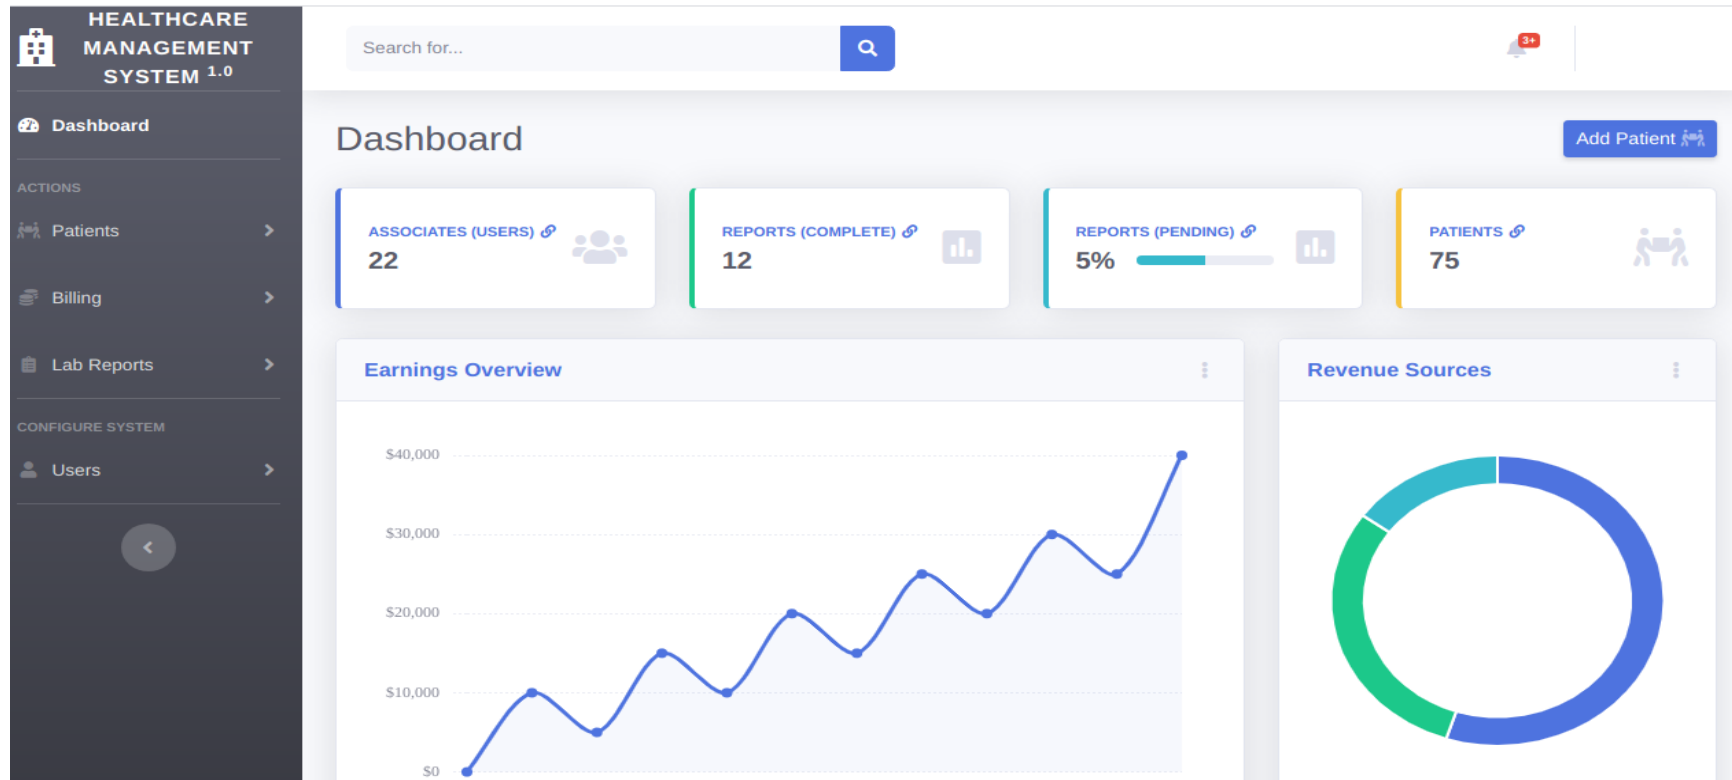 HEALTHCARE
MANAGEMENT
SYSTEM 1.0
Search for...
3+
Dashboard
Dashboard
Add Patient
ACTIONS
Patients
Billing
Lab Reports
CONFIGURE SYSTEM
Users
ASSOCIATES (USERS)
22
REPORTS (COMPLETE)
12
REPORTS (PENDING)
5%
PATIENTS
75
Earnings Overview
$40,000
$30,000
$20,000
$10,000
$0
Revenue Sources